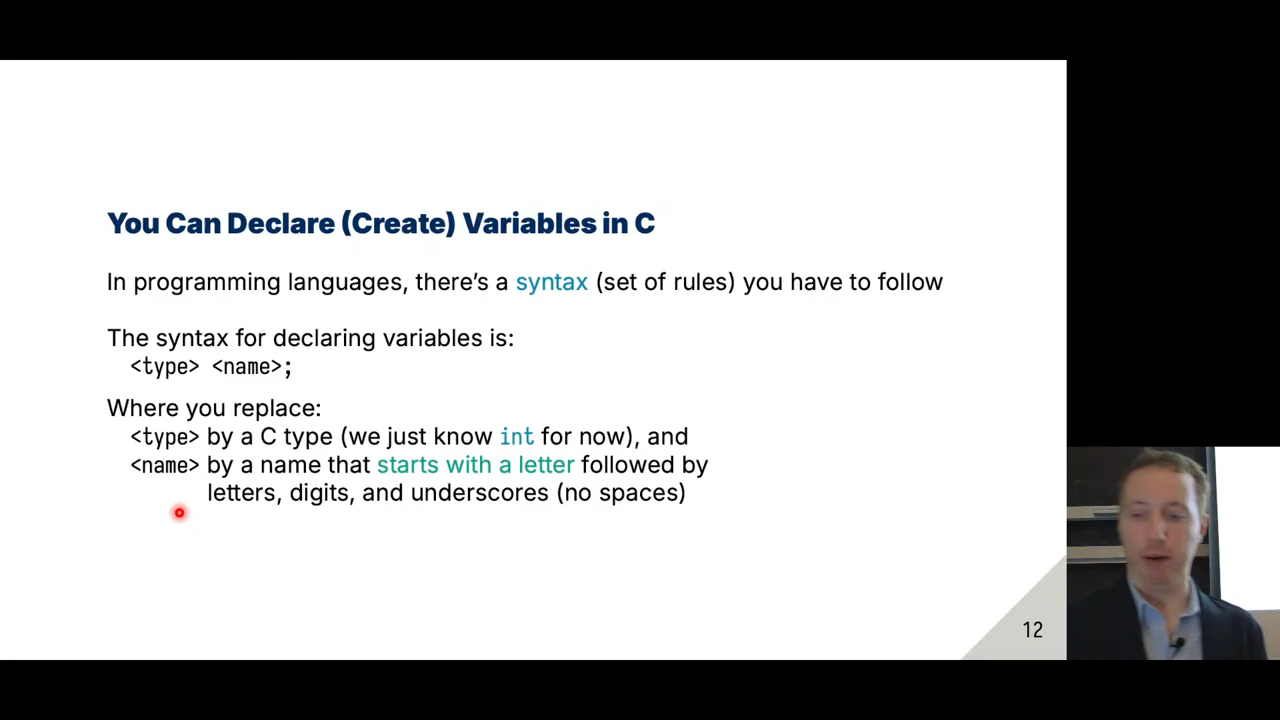 You Can Declare (Create) Variables in C
In programming languages, there's a syntax (set of rules) you have to follow
The syntax for declaring variables is:
<type> <name>;
Where you replace:
<type> by a C type (we just know int for now), and
<name> by a name that starts with a letter followed by
letters, digits, and underscores (no spaces)
12